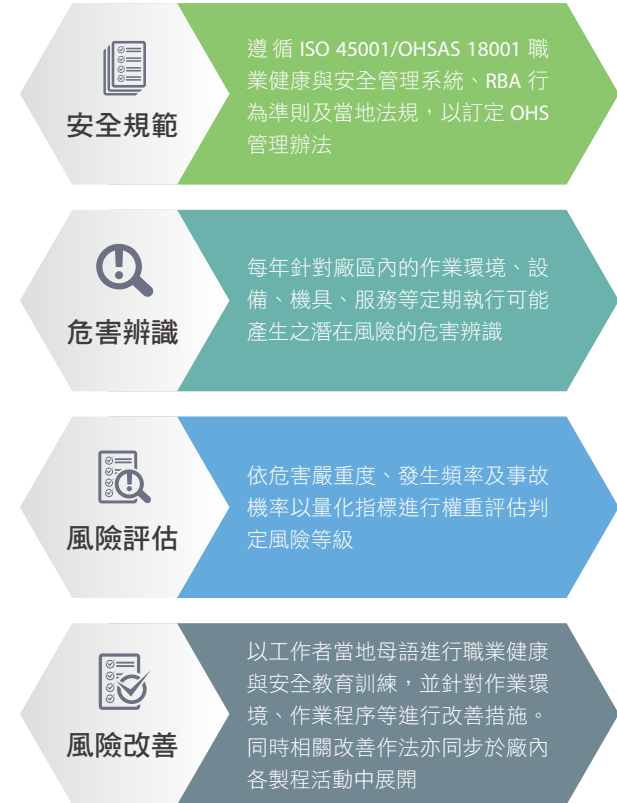 安全規範
遵循 ISO 45001/OHSAS 18001 職
業健康與安全管理系統、RBA 行
為準則及當地法規，以訂定 OHS
管理辦法
危害辨識
每年針對廠區內的作業環境、設
備、機具、服務等定期執行可能
產生之潛在風險的危害辨識
風險評估
依危害嚴重度、發生頻率及事故
機率以量化指標進行權重評估判
定風險等級
風險改善
以工作者當地母語進行職業健康
與安全教育訓練，並針對作業環
境、作業程序等進行改善措施。
同時相關改善作法亦同步於廠內
各製程活動中展開